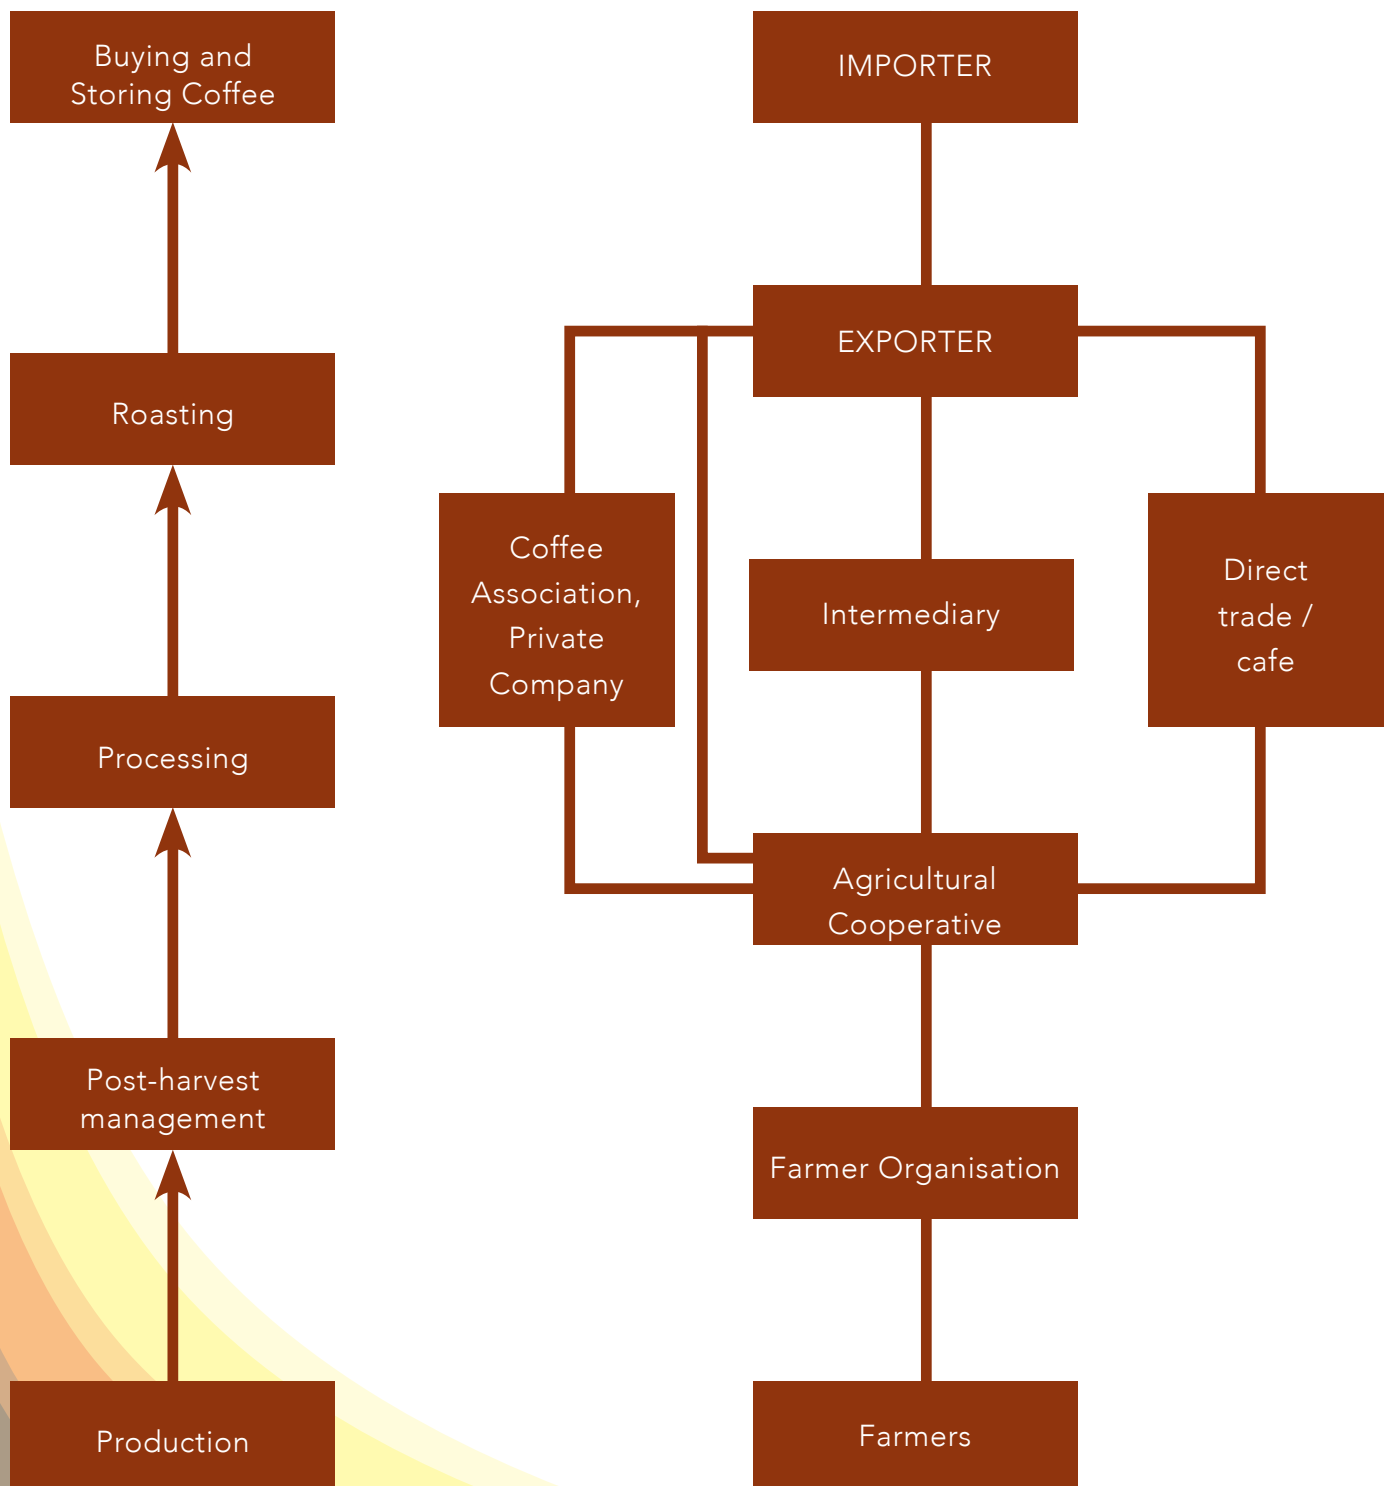 Buying and
Storing Coffee
Roasting
Processing
Post-harvest
management
Production
IMPORTER
EXPORTER
Coffee
Association,
Private
Company
Intermediary
Direct
trade /
cafe
Agricultural
Cooperative
Farmer Organisation
Farmers